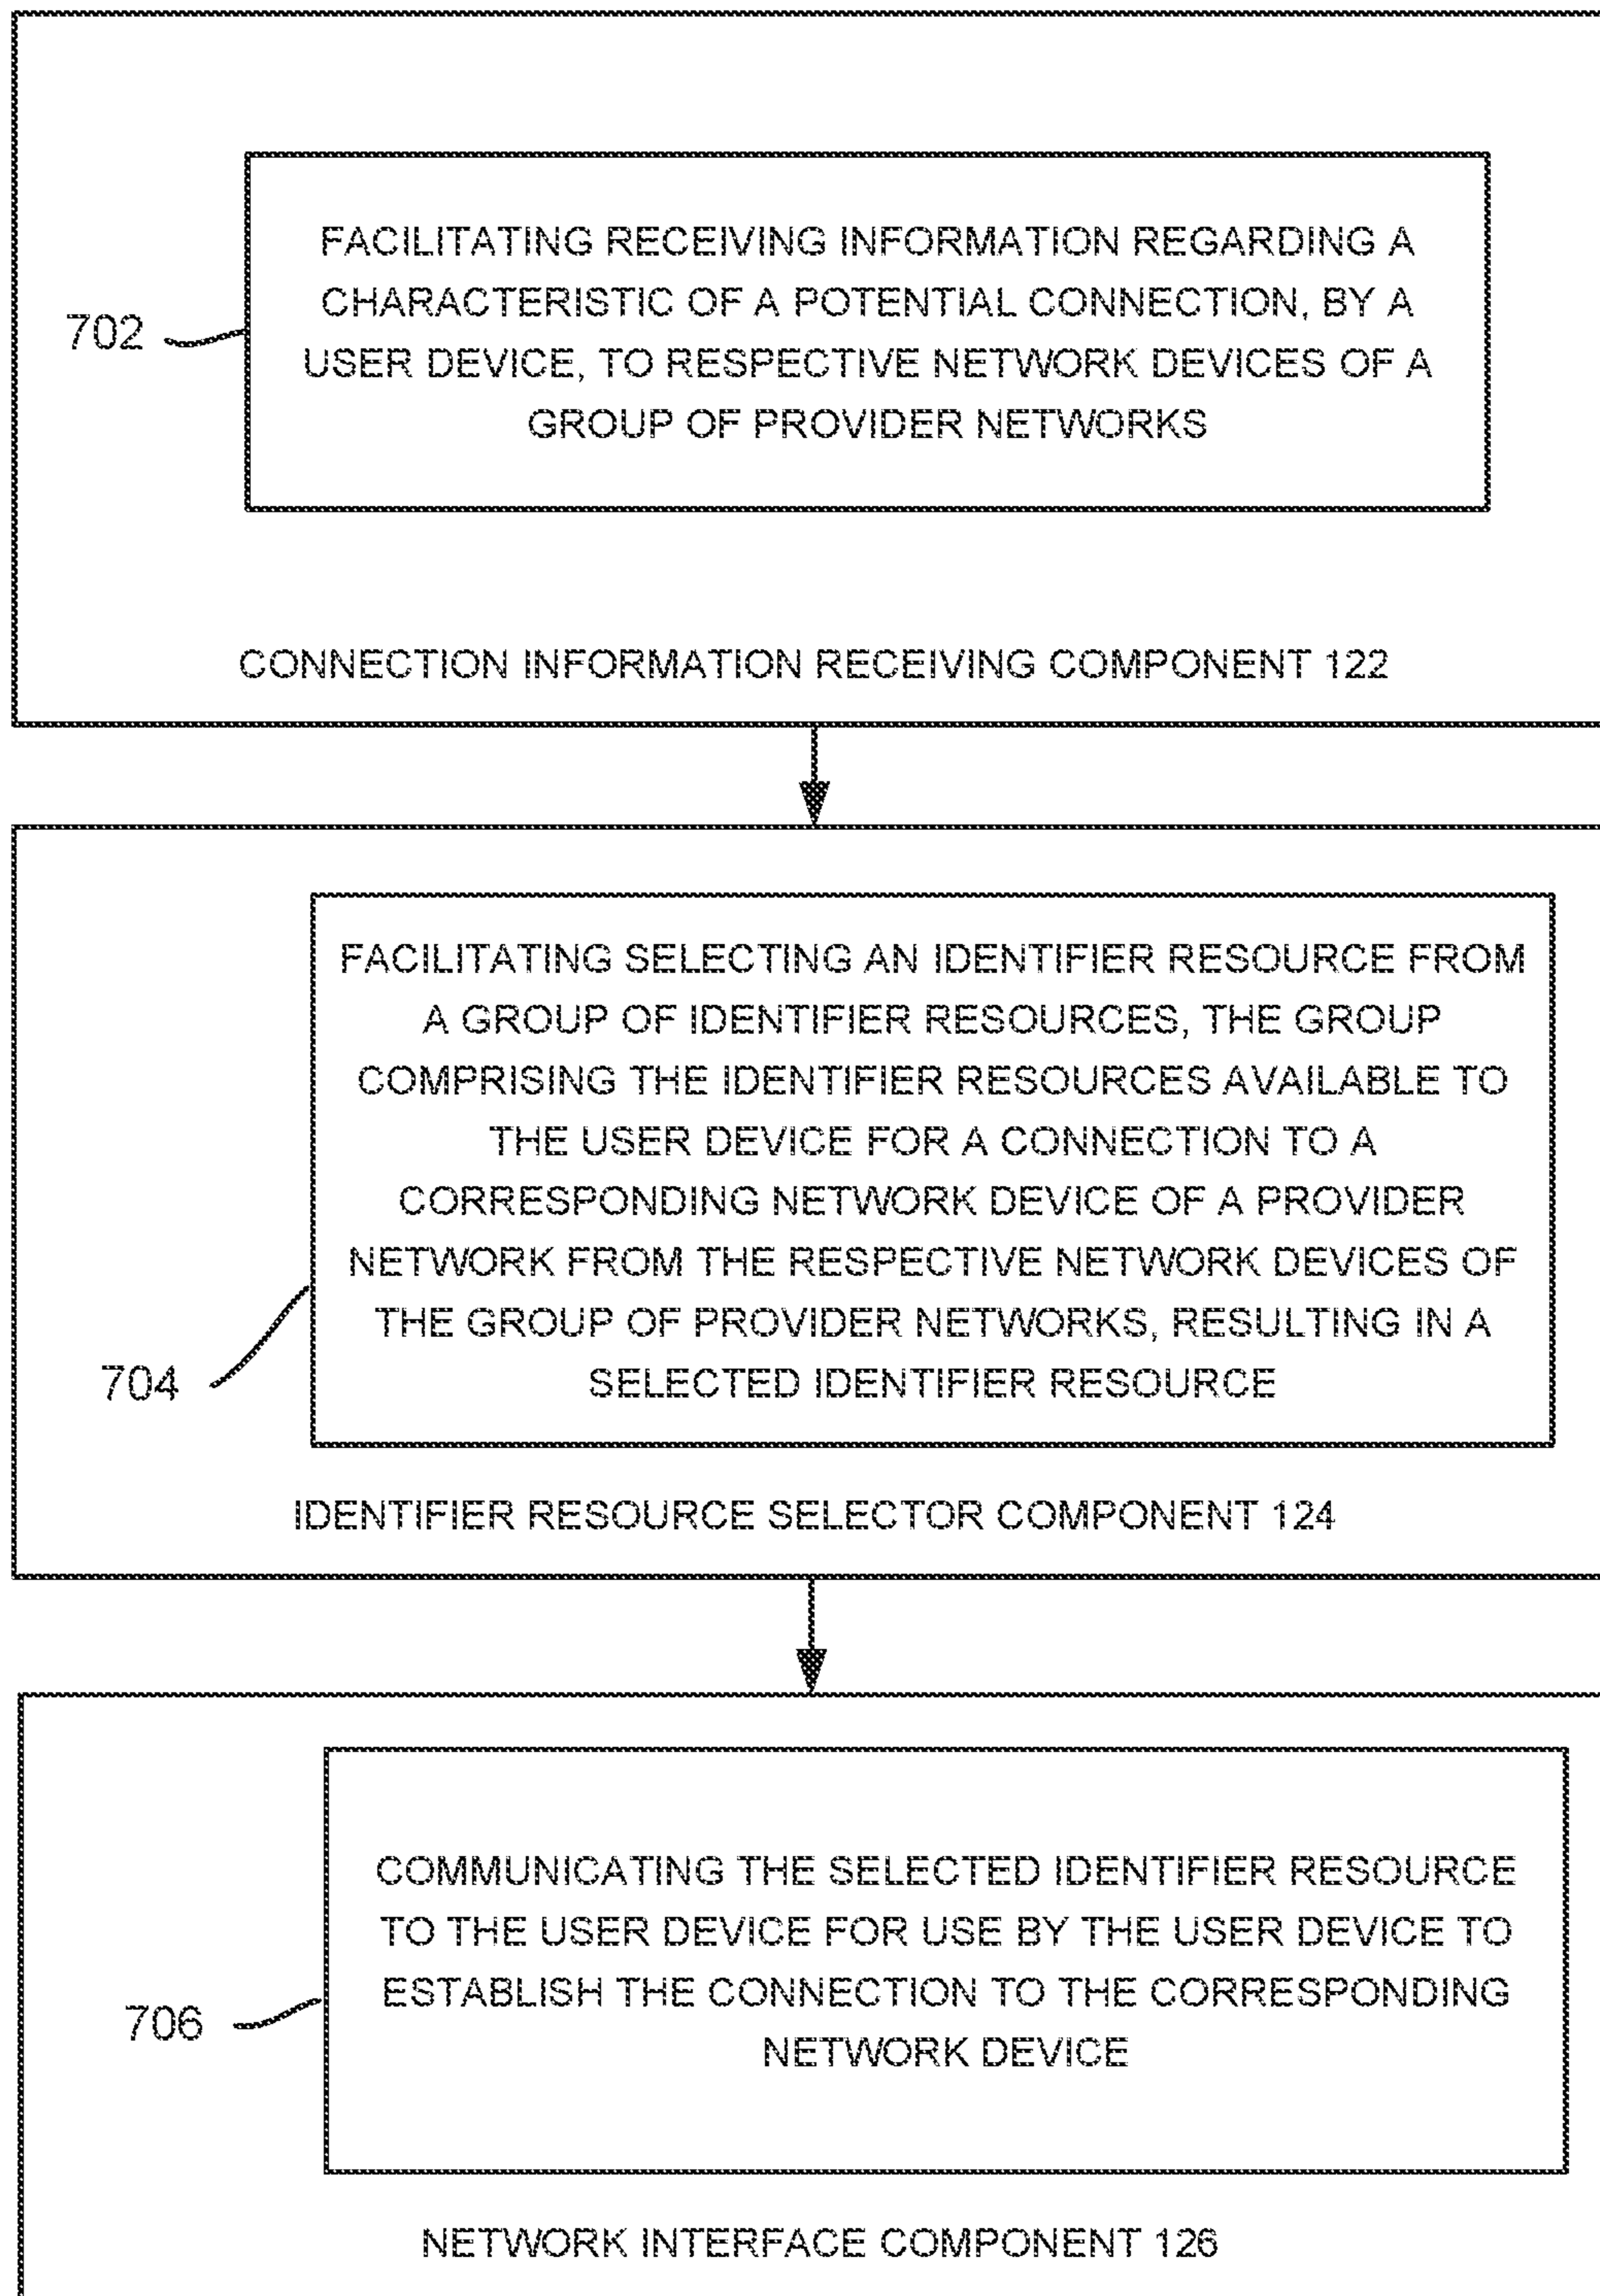 FACILITATING RECEIVING INFORMATION REGARDING A
CHARACTERISTIC OF A POTENTIAL CONNECTION, BY A
702
USER DEVICE, TO RESPECTIVE NETWORK DEVICES OF A
GROUP OF PROVIDER NETWORKS
CONNECTION INFORMATION RECEIVING COMPONENT 122
FACILITATING SELECTING AN IDENTIFIER RESOURCE FROM
A GROUP OF IDENTIFIER RESOURCES, THE GROUP
COMPRISING THE IDENTIFIER RESOURCES AVAILABLE TO
THE USER DEVICE FOR A CONNECTION TO A
CORRESPONDING NETWORK DEVICE OF A PROVIDER
NETWORK FROM THE RESPECTIVE NETWORK DEVICES OF
THE GROUP OF PROVIDER NETWORKS, RESULTING IN A
704
SELECTED IDENTIFIER RESOURCE
IDENTIFIER RESOURCE SELECTOR COMPONENT 124
COMMUNICATING THE SELECTED IDENTIFIER RESOURCE
TO THE USER DEVICE FOR USE BY THE USER DEVICE TO
ESTABLISH THE CONNECTION TO THE CORRESPONDING
706
NETWORK DEVICE
NETWORK INTERFACE COMPONENT 126